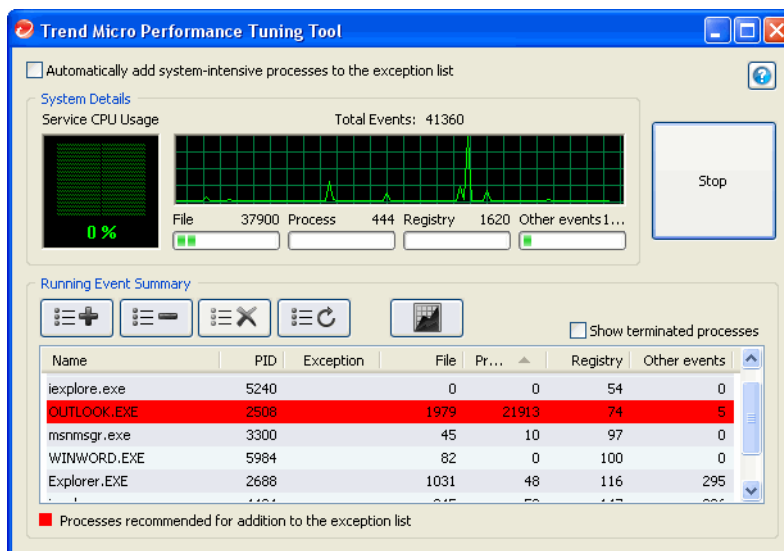 Trend Micro Performance Tuning Tool
Automatically add system-intensive processes to the exception list
System Details
Service CPU Usage
Total Events: 41360
0 %
File 37900 Process 444 Registry 1620 Other events1...
Stop
Running Event Summary
Show terminated processes
Name PID Exception File Pr... Registry Other events
iexplore.exe 5240 0 0 54 0
OUTLOOK.EXE 2508 1979 21913 74 5
msnmsgr.exe 3300 45 10 97 0
WINWORD.EXE 5984 82 0 100 0
Explorer.EXE 2688 1031 48 116 295
Processes recommended for addition to the exception list